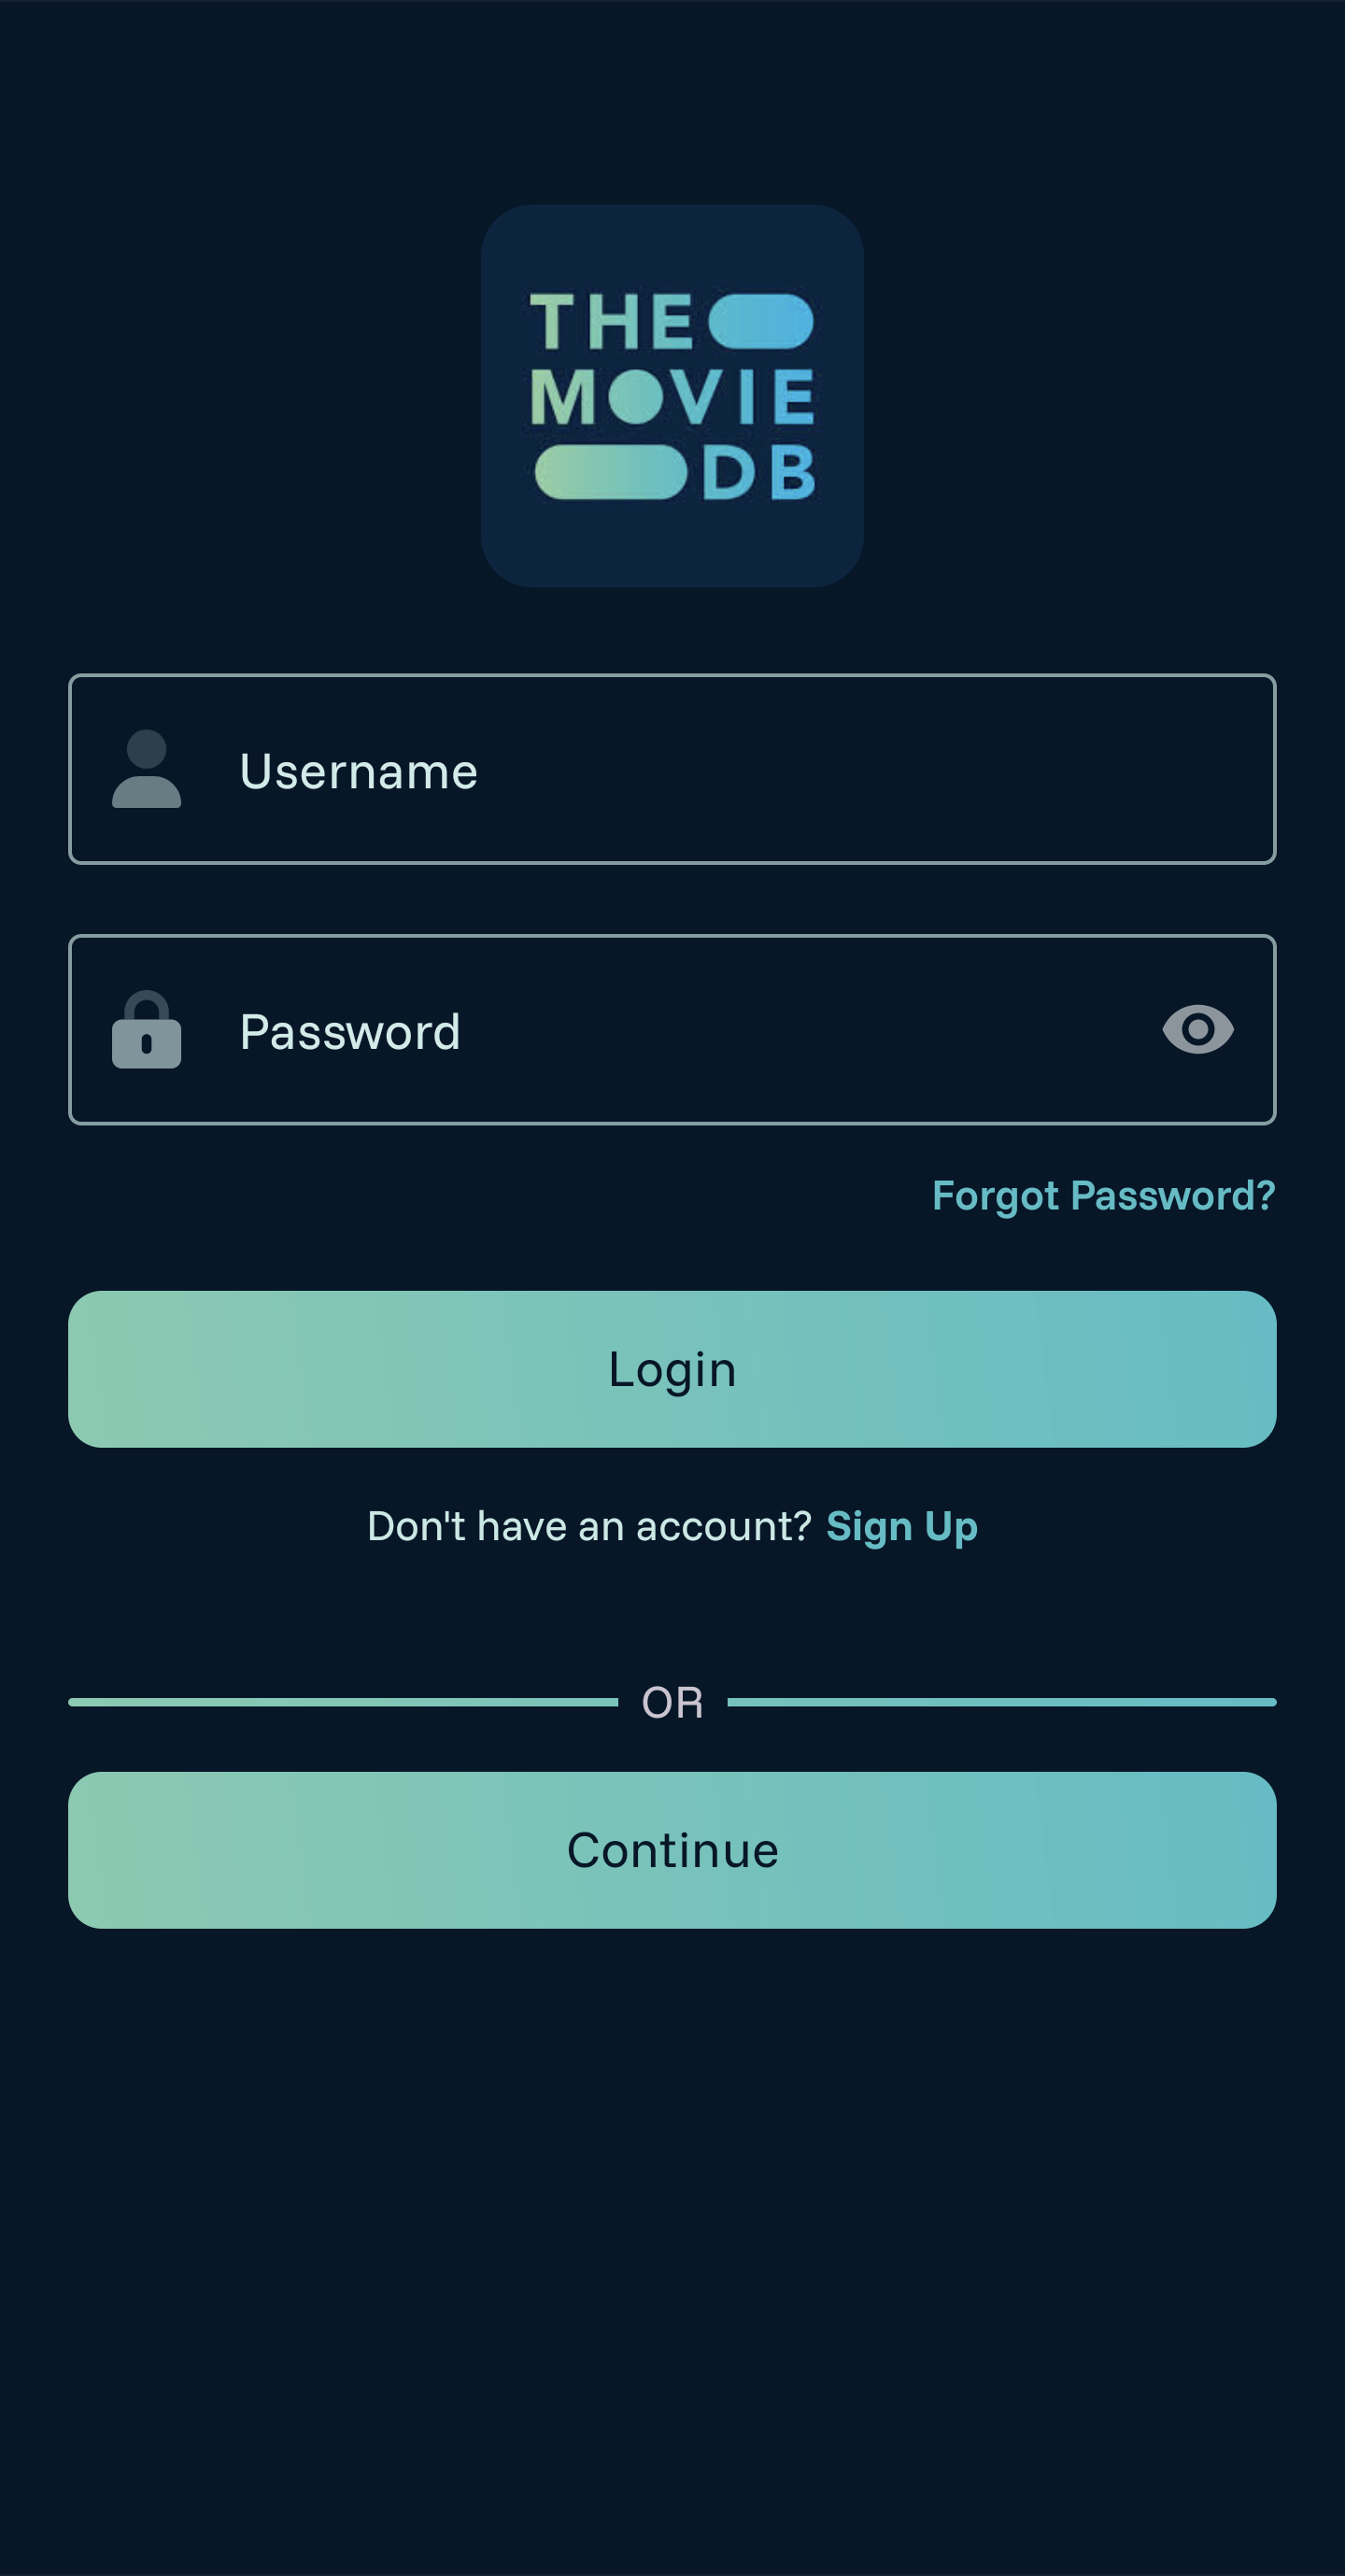 THE
MOVIE
DB
Username
Password
Forgot Password?
Login
Don't have an account? Sign Up
OR
Continue